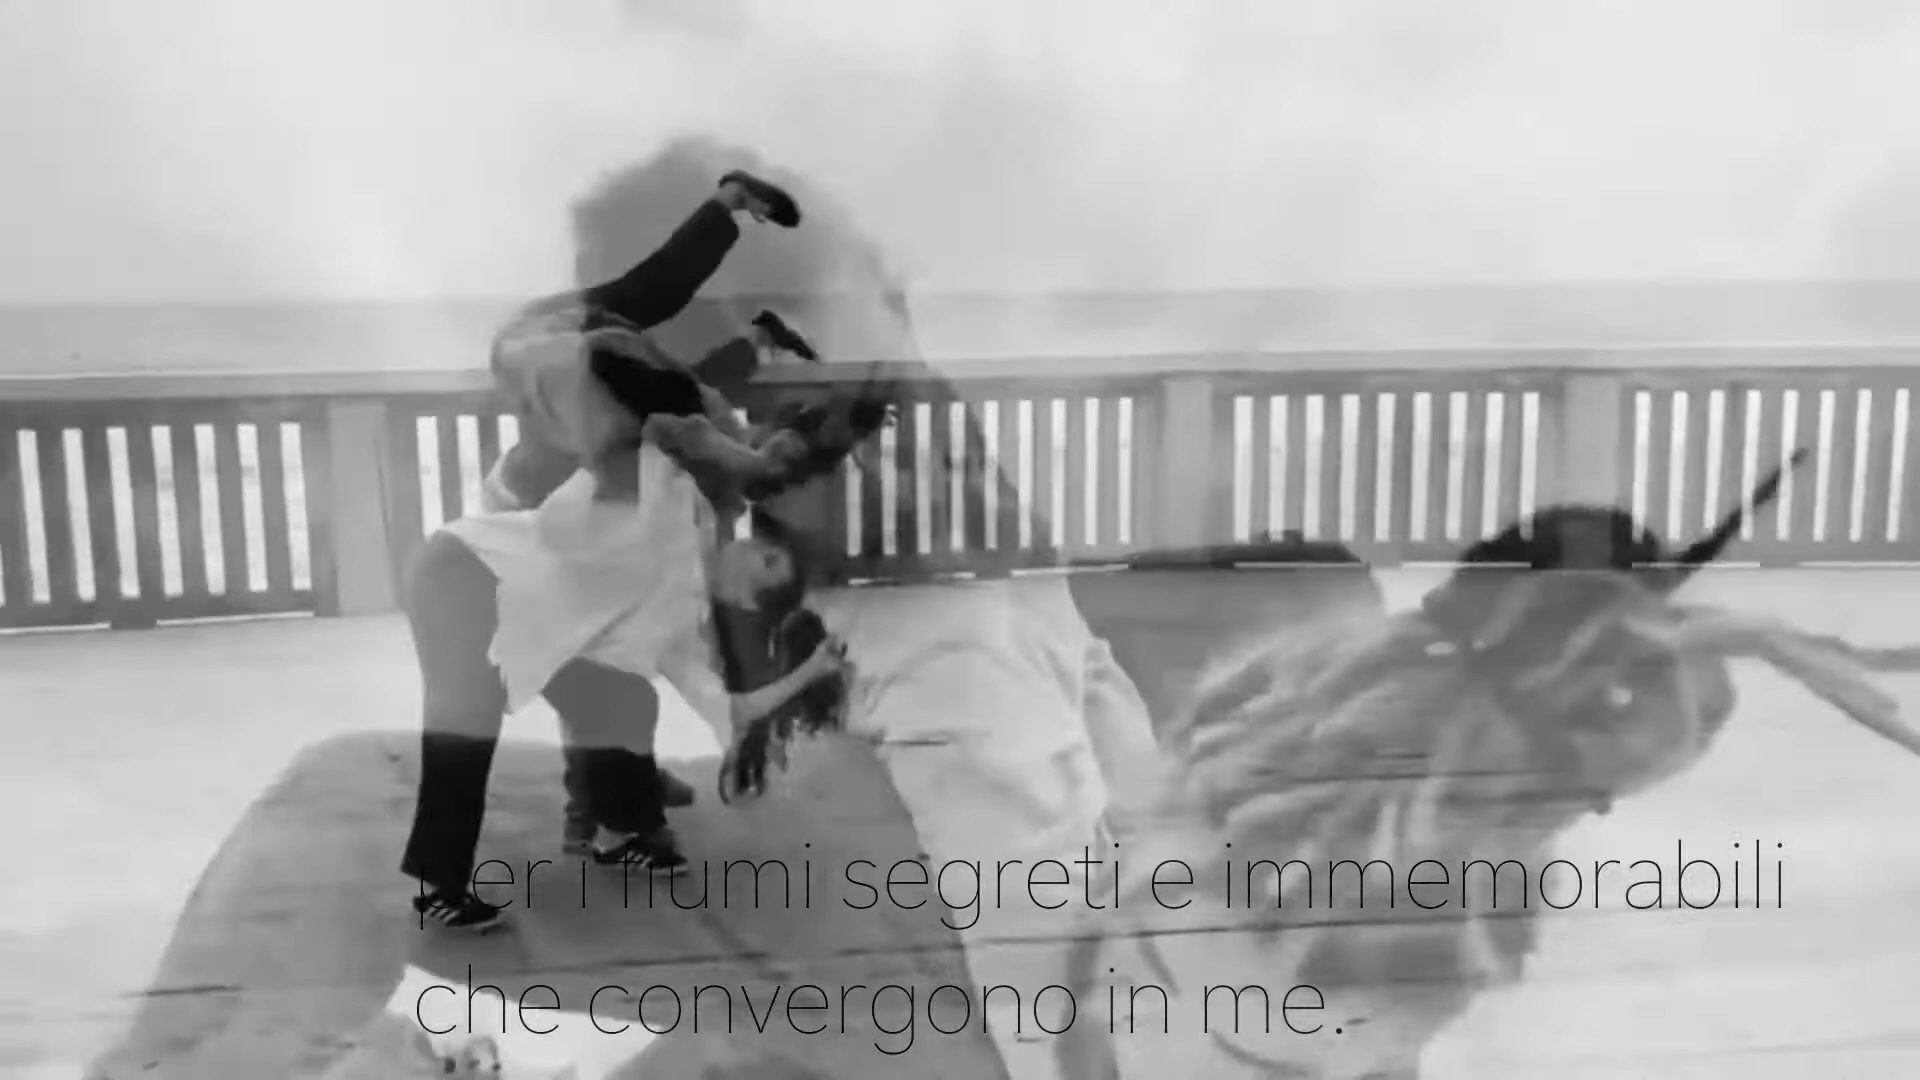 per i fiumi segreti e immemorabili
che convergono in me.